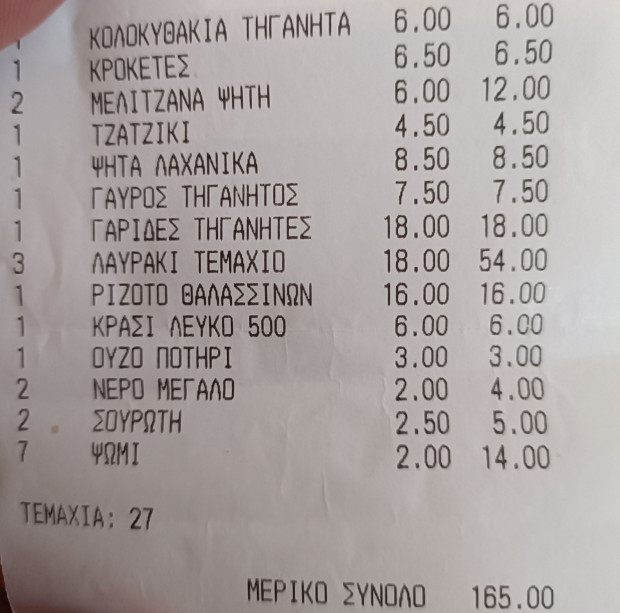 1 ΚΟΛΟΚΥΘΑΚΙΑ ΤΗΓΑΝΗΤΑ 6.00 6.00
1 ΚΡΟΚΕΤΕΣ 6.50 6.50
2 ΜΕΛΙΤΖΑΝΑ ΨΗΤΗ 6.00 12.00
1 ΤΖΑΤΖΙΚΙ 4.50 4.50
1 ΨΗΤΑ ΛΑΧΑΝΙΚΑ 8.50 8.50
1 ΓΑΥΡΟΣ ΤΗΓΑΝΗΤΟΣ 7.50 7.50
1 ΓΑΡΙΔΕΣ ΤΗΓΑΝΗΤΕΣ 18.00 18.00
3 ΛΑΥΡΑΚΙ ΤΕΜΑΧΙΟ 18.00 54.00
1 ΡΙΖΟΤΟ ΘΑΛΑΣΣΙΝΩΝ 16.00 16.00
1 ΚΡΑΣΙ ΛΕΥΚΟ 500 6.00 6.00
1 ΟΥΖΟ ΠΟΤΗΡΙ 3.00 3.00
2 ΝΕΡΟ ΜΕΓΑΛΟ 2.00 4.00
2 ΣΟΥΡΩΤΗ 2.50 5.00
7 ΨΩΜΙ 2.00 14.00
ΤΕΜΑΧΙΑ: 27
ΜΕΡΙΚΟ ΣΥΝΟΛΟ 165.00